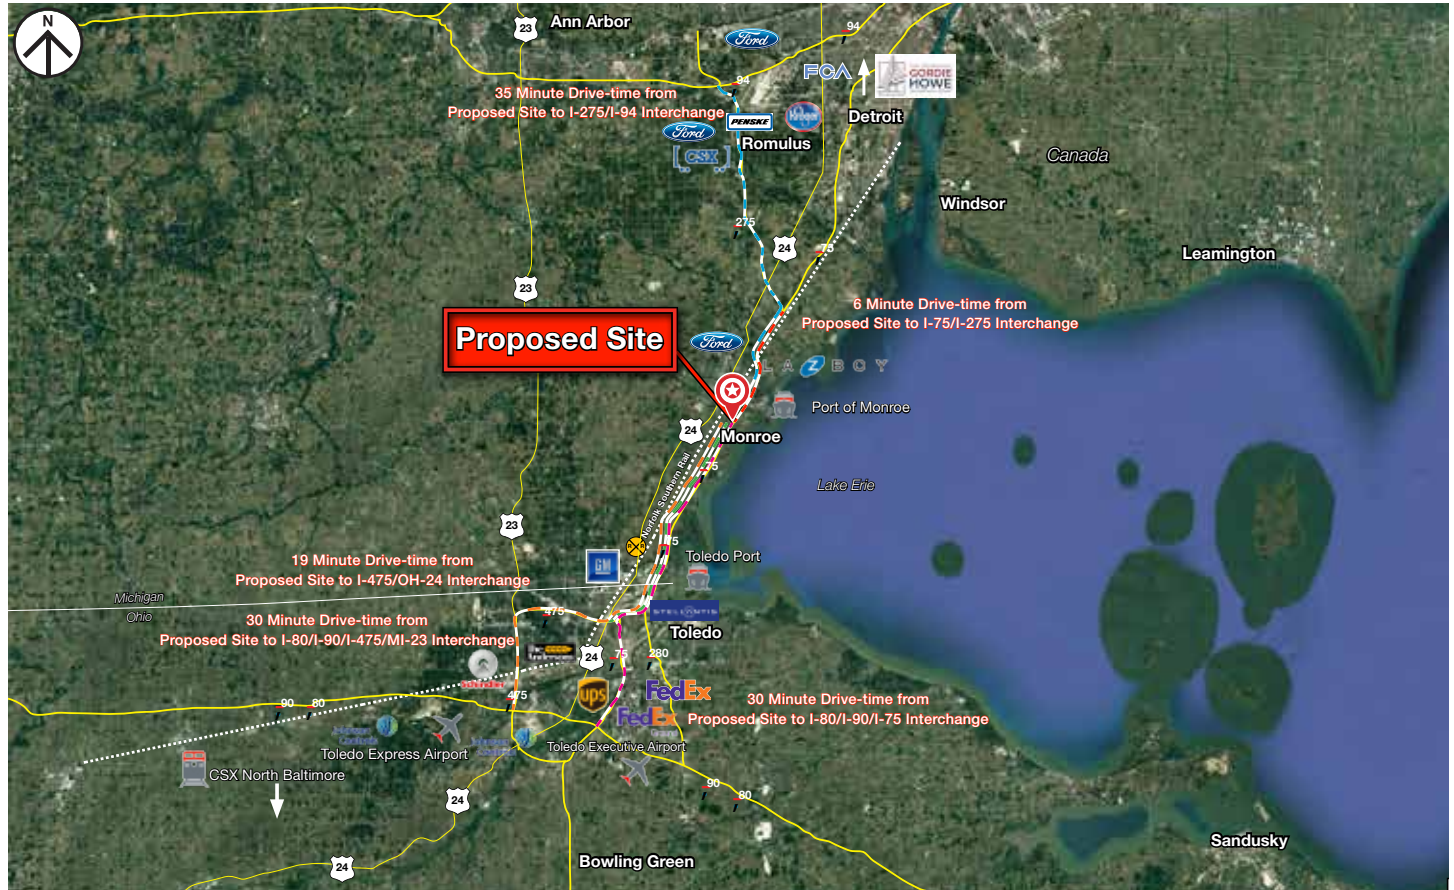 N
23
Ann Arbor
94
Ford
FCA
GORDIE
HOWE
94
35 Minute Drive-time from
Proposed Site to I-275/I-94 Interchange
PENSKE
Kroger
Detroit
Ford
Romulus
CSX
Canada
Windsor
275
24
75
Leamington
23
6 Minute Drive-time from
Proposed Site to I-75/I-275 Interchange
Proposed Site
Ford
LA Z BOY
Port of Monroe
24
Monroe
75
Norfolk Southern Rail
Lake Erie
23
75
19 Minute Drive-time from
Proposed Site to I-475/OH-24 Interchange
GM
Toledo Port
Michigan
Ohio
475
STELLANTIS
30 Minute Drive-time from
Proposed Site to I-80/I-90/I-475/MI-23 Interchange
Toledo
24
75
280
475
ups
FedEx
FedEx
30 Minute Drive-time from
Proposed Site to I-80/I-90/I-75 Interchange
90
80
Toledo Express Airport
Toledo Executive Airport
CSX North Baltimore
90
80
24
24
Bowling Green
Sandusky